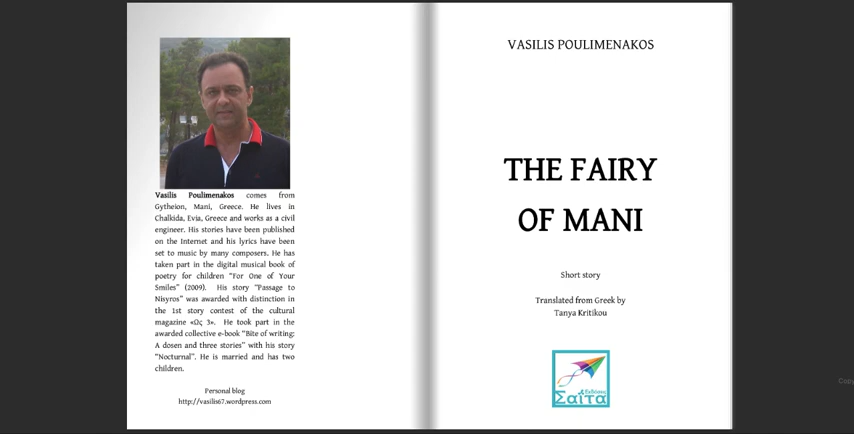 Vasilis Poulimenakos comes from
Gytheion, Mani, Greece. He lives in
Chalkida, Evia, Greece and works as a civil
engineer. His stories have been published
on the Internet and his lyrics have been
set to music by many composers. He has
taken part in the digital musical book of
poetry for children “For One of Your
Smiles” (2009). His story “Passage to
Nisyros” was awarded with distinction in
the 1st story contest of the cultural
magazine «Ως 3». He took part in the
awarded collective e-book “Bite of writing:
A dosen and three stories” with his story
“Nocturnal”. He is married and has two
children.
Personal blog
http://vasilis67.wordpress.com
VASILIS POULIMENAKOS
THE FAIRY
OF MANI
Short story
Translated from Greek by
Tanya Kritikou
Εκδόσεις
Σαΐτα